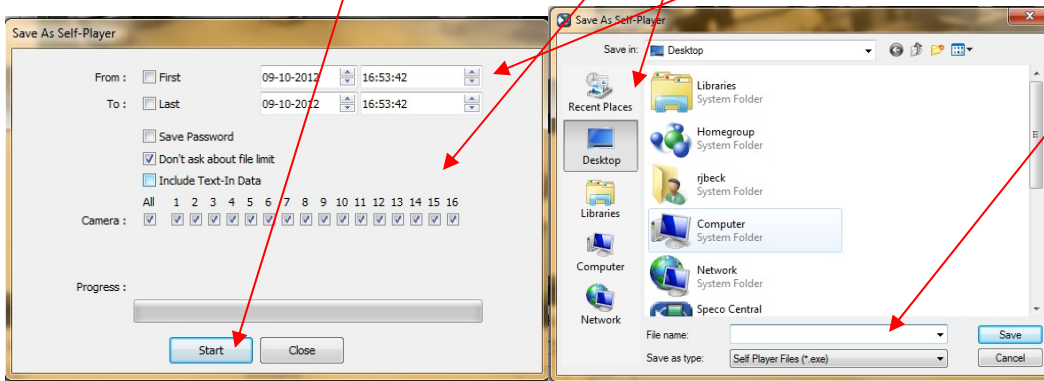 Save As Self-Player
From : First 09-10-2012 16:53:42
To : Last 09-10-2012 16:53:42
Save Password
Don't ask about file limit
Include Text-In Data
All 1 2 3 4 5 6 7 8 9 10 11 12 13 14 15 16
Camera :
Progress :
Start Close
Save As Self-Player
Save in: Desktop
Recent Places
Desktop
Libraries
Computer
Network
Libraries
System Folder
Homegroup
System Folder
rjbeck
System Folder
Computer
System Folder
Network
System Folder
Speco Central
File name: Save
Save as type: Self Player Files (*.exe) Cancel